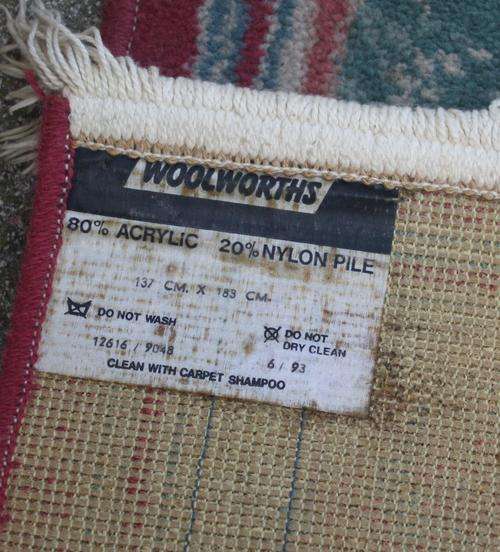 WOOLWORTHS
80% ACRYLIC 20% NYLON PILE
137 CM. X 183 CM.
DO NOT WASH
DO NOT
DRY CLEAN
12616 / 9048
6 / 93
CLEAN WITH CARPET SHAMPOO